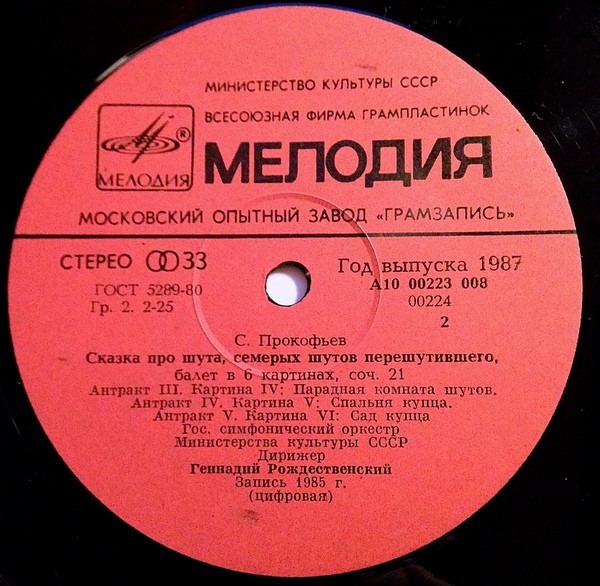 МИНИСТЕРСТВО КУЛЬТУРЫ СССР
ВСЕСОЮЗНАЯ ФИРМА ГРАМПЛАСТИНОК
®
МЕЛОДИЯ
МЕЛОДИЯ
МОСКОВСКИЙ ОПЫТНЫЙ ЗАВОД «ГРАМЗАПИСЬ»
СТЕРЕО 33
Год выпуска 1987
ГОСТ 5289-80
А10 00223 008
Гр. 2. 2-25
00224
2
С. Прокофьев
Сказка про шута, семерых шутов перешутившего,
балет в 6 картинах, соч. 21
Антракт III. Картина IV: Парадная комната шутов.
Антракт IV. Картина V: Спальня купца.
Антракт V. Картина VI: Сад купца
Гос. симфонический оркестр
Министерства культуры СССР
Дирижер
Геннадий Рождественский
Запись 1985 г.
(цифровая)